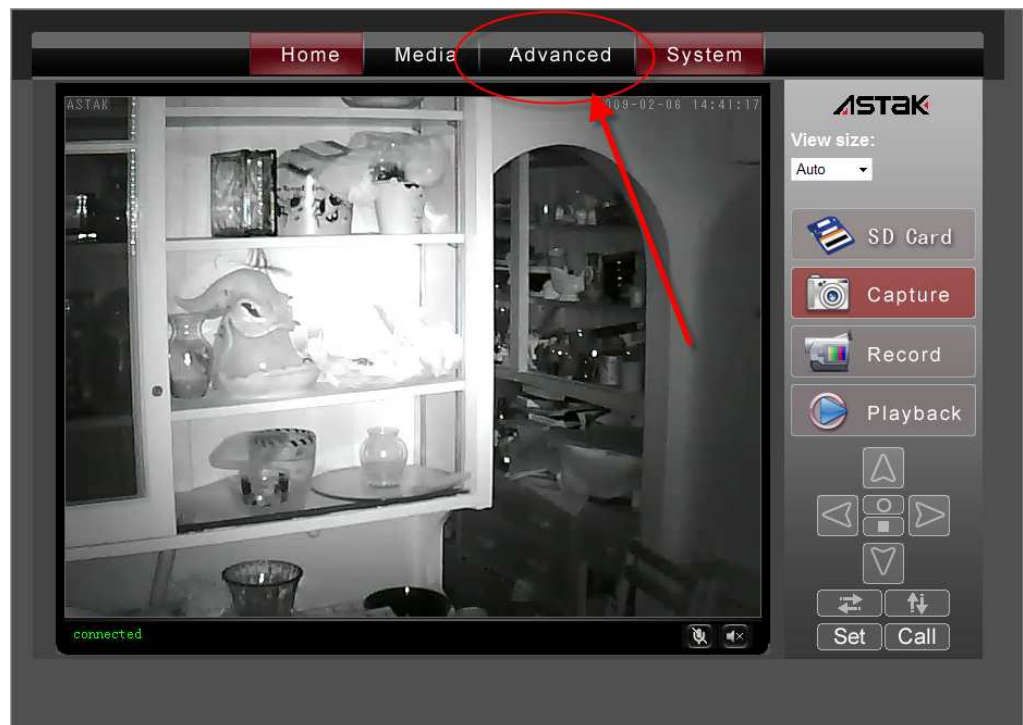 Home Media Advanced System
ASTAK
009-02-06 14:41:17
ASTAK
View size:
Auto
SD Card
Capture
Record
Playback
Set Call
connected